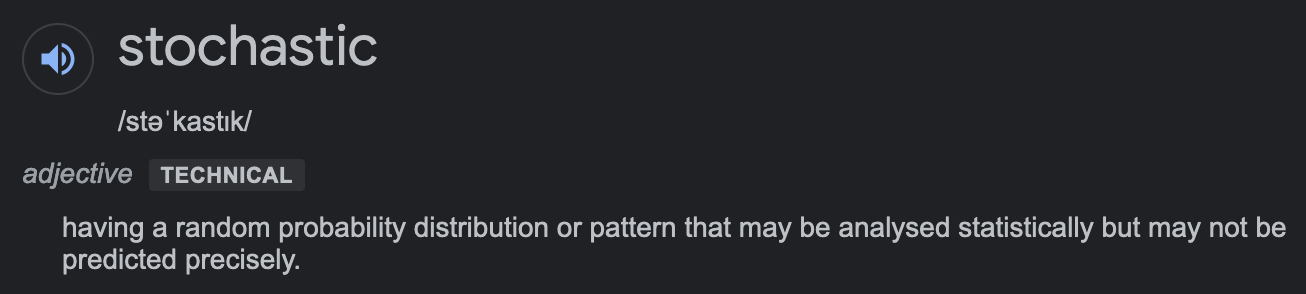 stochastic
/stəˈkastɪk/
adjective TECHNICAL
having a random probability distribution or pattern that may be analysed statistically but may not be
predicted precisely.